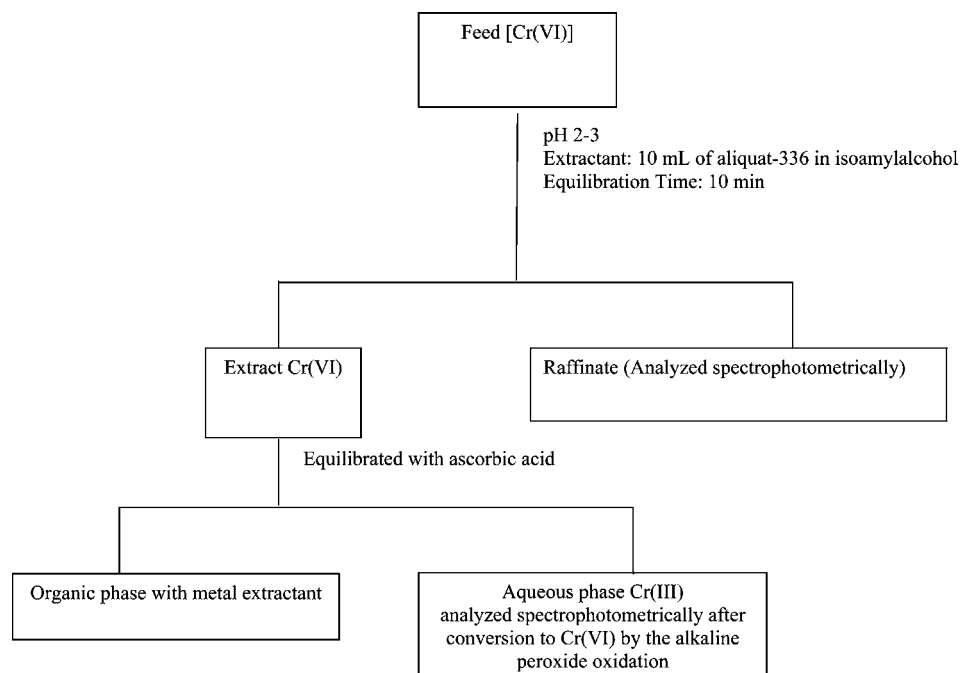 Feed [Cr(VI)]
pH 2-3
Extractant: 10 mL of aliquat-336 in isoamylalcohol
Equilibration Time: 10 min
Extract Cr(VI)
Raffinate (Analyzed spectrophotometrically)
Equilibrated with ascorbic acid
Organic phase with metal extractant
Aqueous phase Cr(III)
analyzed spectrophotometrically after
conversion to Cr(VI) by the alkaline
peroxide oxidation